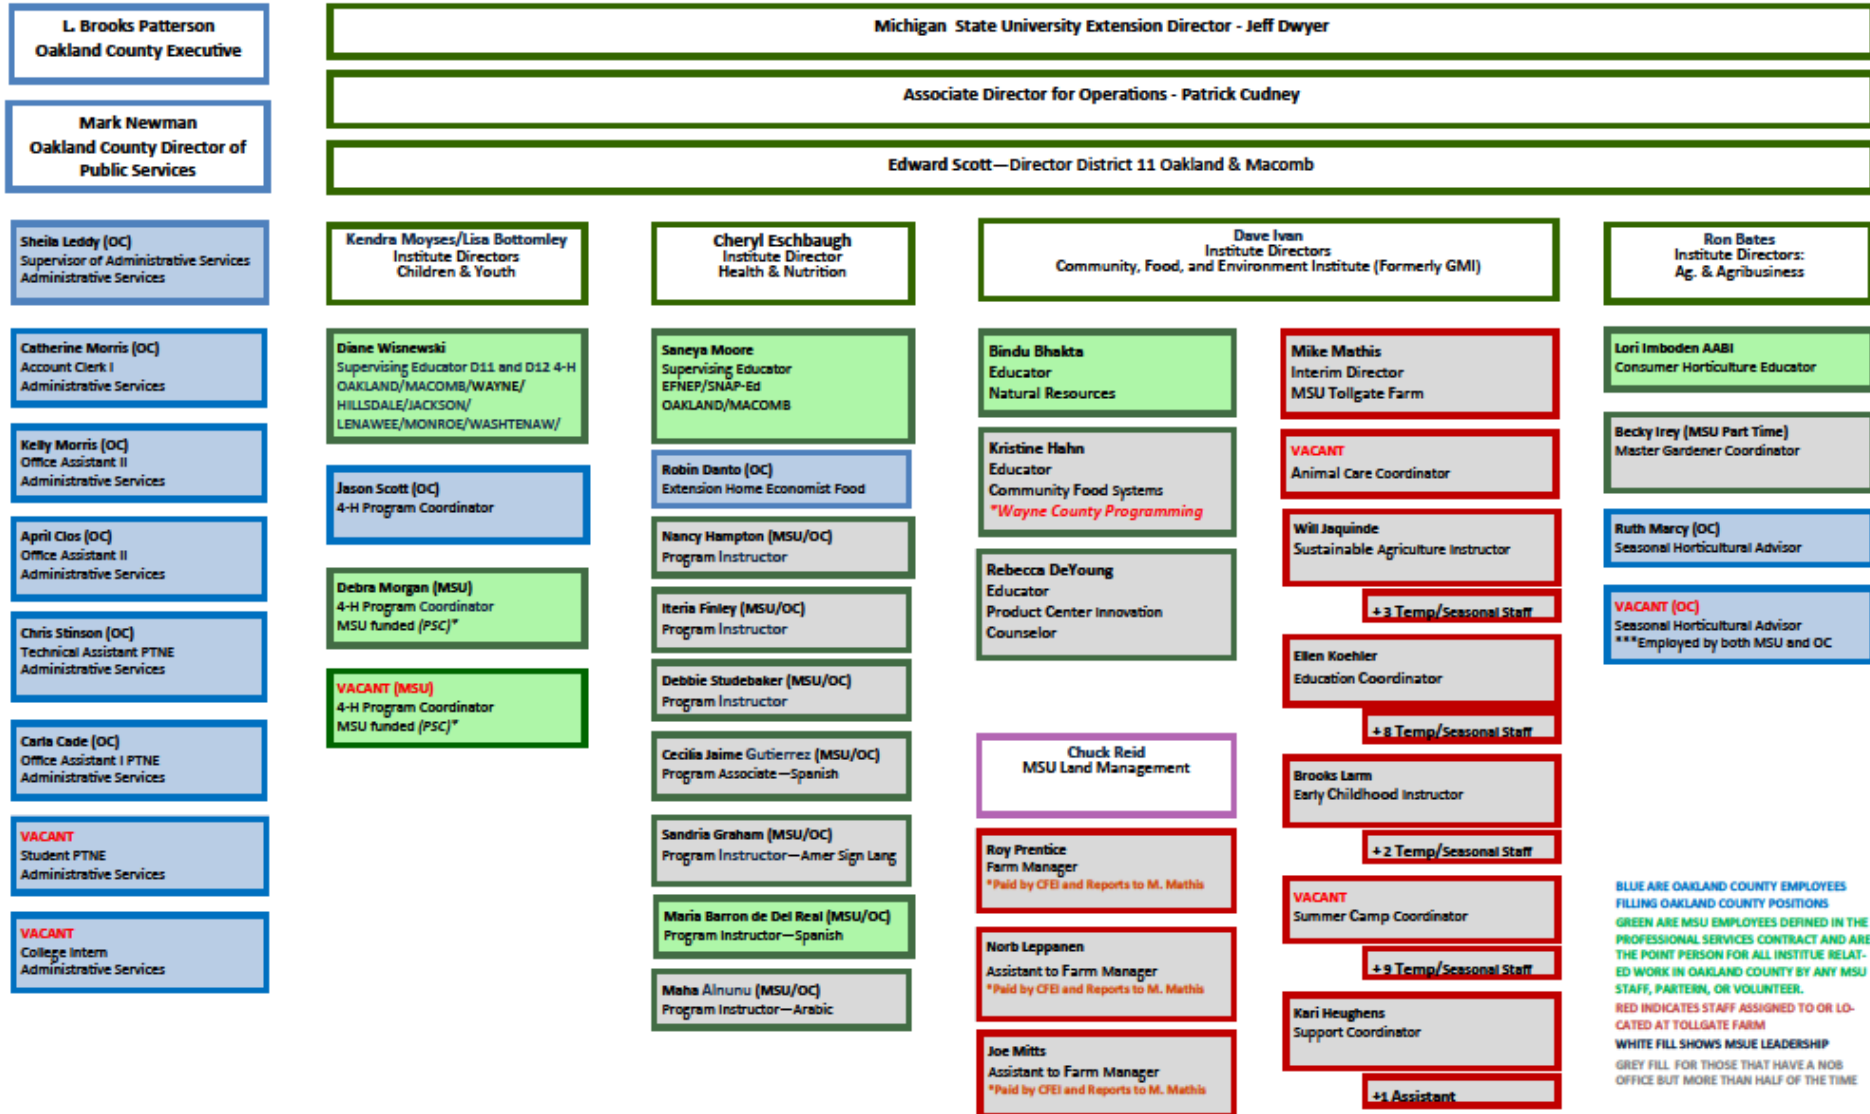 L. Brooks Patterson
Oakland County Executive
Mark Newman
Oakland County Director of
Public Services
Michigan State University Extension Director - Jeff Dwyer
Associate Director for Operations - Patrick Cudney
Edward Scott—Director District 11 Oakland & Macomb
Sheila Leddy (OC)
Supervisor of Administrative Services
Administrative Services
Catherine Morris (OC)
Account Clerk I
Administrative Services
Kelly Morris (OC)
Office Assistant II
Administrative Services
April Clos (OC)
Office Assistant II
Administrative Services
Chris Stinson (OC)
Technical Assistant PTNE
Administrative Services
Carla Cade (OC)
Office Assistant I PTNE
Administrative Services
VACANT
Student PTNE
Administrative Services
VACANT
College Intern
Administrative Services
Kendra Moyses/Lisa Bottomley
Institute Directors
Children & Youth
Diane Wisnewski
Supervising Educator D11 and D12 4-H
OAKLAND/MACOMB/WAYNE/
HILLSDALE/JACKSON/
LENAWEE/MONROE/WASHTENAW/
Jason Scott (OC)
4-H Program Coordinator
Debra Morgan (MSU)
4-H Program Coordinator
MSU funded (PSC)*
VACANT (MSU)
4-H Program Coordinator
MSU funded (PSC)*
Cheryl Eschbaugh
Institute Director
Health & Nutrition
Saneya Moore
Supervising Educator
EFNEP/SNAP-Ed
OAKLAND/MACOMB
Robin Danto (OC)
Extension Home Economist Food
Nancy Hampton (MSU/OC)
Program Instructor
Iteria Finley (MSU/OC)
Program Instructor
Debbie Studebaker (MSU/OC)
Program Instructor
Cecilia Jaime Gutierrez (MSU/OC)
Program Associate—Spanish
Sandria Graham (MSU/OC)
Program Instructor—Amer Sign Lang
Maria Barron de Del Real (MSU/OC)
Program Instructor—Spanish
Maha Alnunu (MSU/OC)
Program Instructor—Arabic
Dave Ivan
Institute Directors
Community, Food, and Environment Institute (Formerly GMI)
Bindu Bhakta
Educator
Natural Resources
Kristine Hahn
Educator
Community Food Systems
*Wayne County Programming
Rebecca DeYoung
Educator
Product Center Innovation
Counselor
Chuck Reid
MSU Land Management
Roy Prentice
Farm Manager
*Paid by CFEI and Reports to M. Mathis
Norb Leppanen
Assistant to Farm Manager
*Paid by CFEI and Reports to M. Mathis
Joe Mitts
Assistant to Farm Manager
*Paid by CFEI and Reports to M. Mathis
Mike Mathis
Interim Director
MSU Tollgate Farm
VACANT
Animal Care Coordinator
Will Jaquinde
Sustainable Agriculture Instructor
+ 3 Temp/Seasonal Staff
Ellen Koehler
Education Coordinator
+ 8 Temp/Seasonal Staff
Brooks Larm
Early Childhood Instructor
+ 2 Temp/Seasonal Staff
VACANT
Summer Camp Coordinator
+ 9 Temp/Seasonal Staff
Kari Heughens
Support Coordinator
+1 Assistant
Ron Bates
Institute Directors:
Ag. & Agribusiness
Lori Imboden AABI
Consumer Horticulture Educator
Becky Irey (MSU Part Time)
Master Gardener Coordinator
Ruth Marcy (OC)
Seasonal Horticultural Advisor
VACANT (OC)
Seasonal Horticultural Advisor
***Employed by both MSU and OC
BLUE ARE OAKLAND COUNTY EMPLOYEES
FILLING OAKLAND COUNTY POSITIONS
GREEN ARE MSU EMPLOYEES DEFINED IN THE
PROFESSIONAL SERVICES CONTRACT AND ARE
THE POINT PERSON FOR ALL INSTITUE RELAT-
ED WORK IN OAKLAND COUNTY BY ANY MSU
STAFF, PARTERN, OR VOLUNTEER.
RED INDICATES STAFF ASSIGNED TO OR LO-
CATED AT TOLLGATE FARM
WHITE FILL SHOWS MSUE LEADERSHIP
GREY FILL FOR THOSE THAT HAVE A NOB
OFFICE BUT MORE THAN HALF OF THE TIME